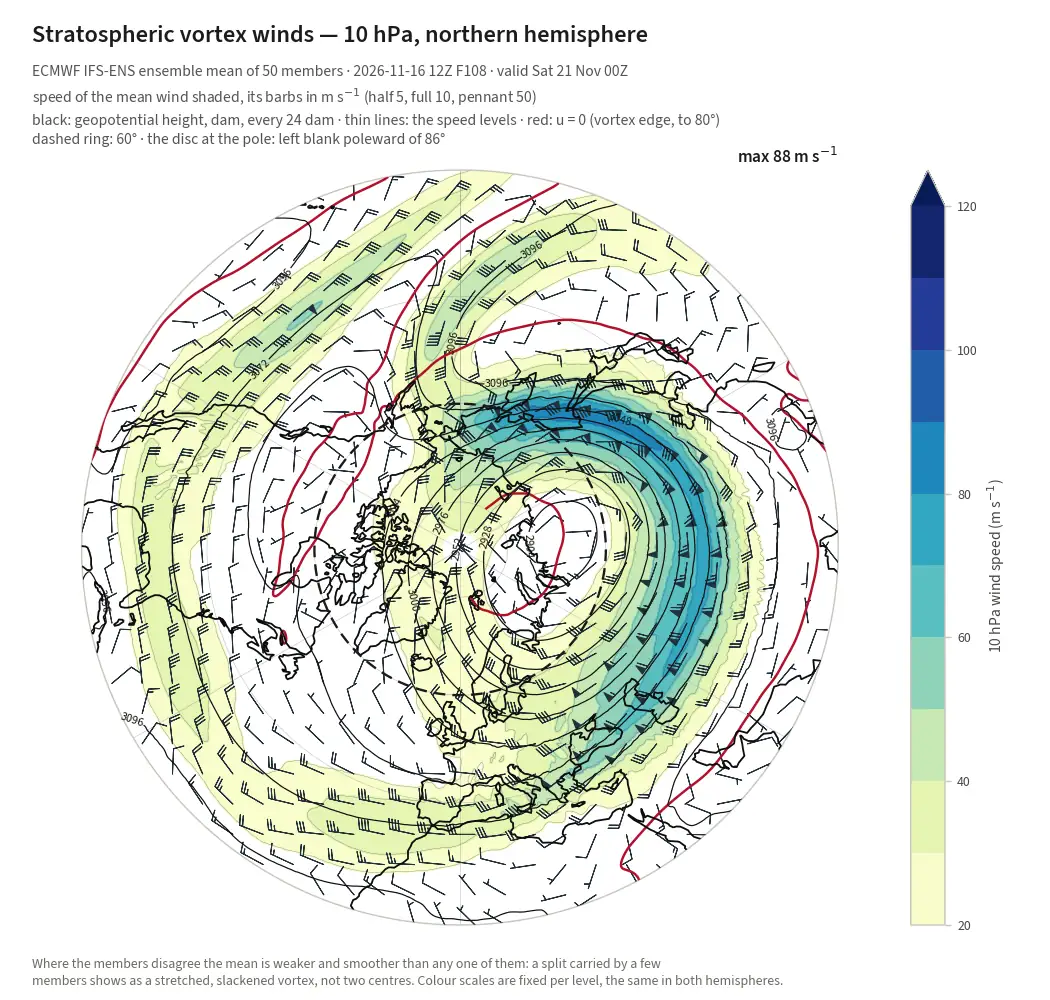 Stratospheric vortex winds — 10 hPa, northern hemisphere
ECMWF IFS-ENS ensemble mean of 50 members · 2026-11-16 12Z F108 · valid Sat 21 Nov 00Z
speed of the mean wind shaded, its barbs in m s⁻¹ (half 5, full 10, pennant 50)
black: geopotential height, dam, every 24 dam · thin lines: the speed levels · red: u = 0 (vortex edge, to 80°)
dashed ring: 60° · the disc at the pole: left blank poleward of 86°
max 88 m s⁻¹
120
100
80
60
40
20
10 hPa wind speed (m s⁻¹)
3096
3096
3096
3072
3096
3096
2976
2928
3096
Where the members disagree the mean is weaker and smoother than any one of them: a split carried by a few
members shows as a stretched, slackened vortex, not two centres. Colour scales are fixed per level, the same in both hemispheres.